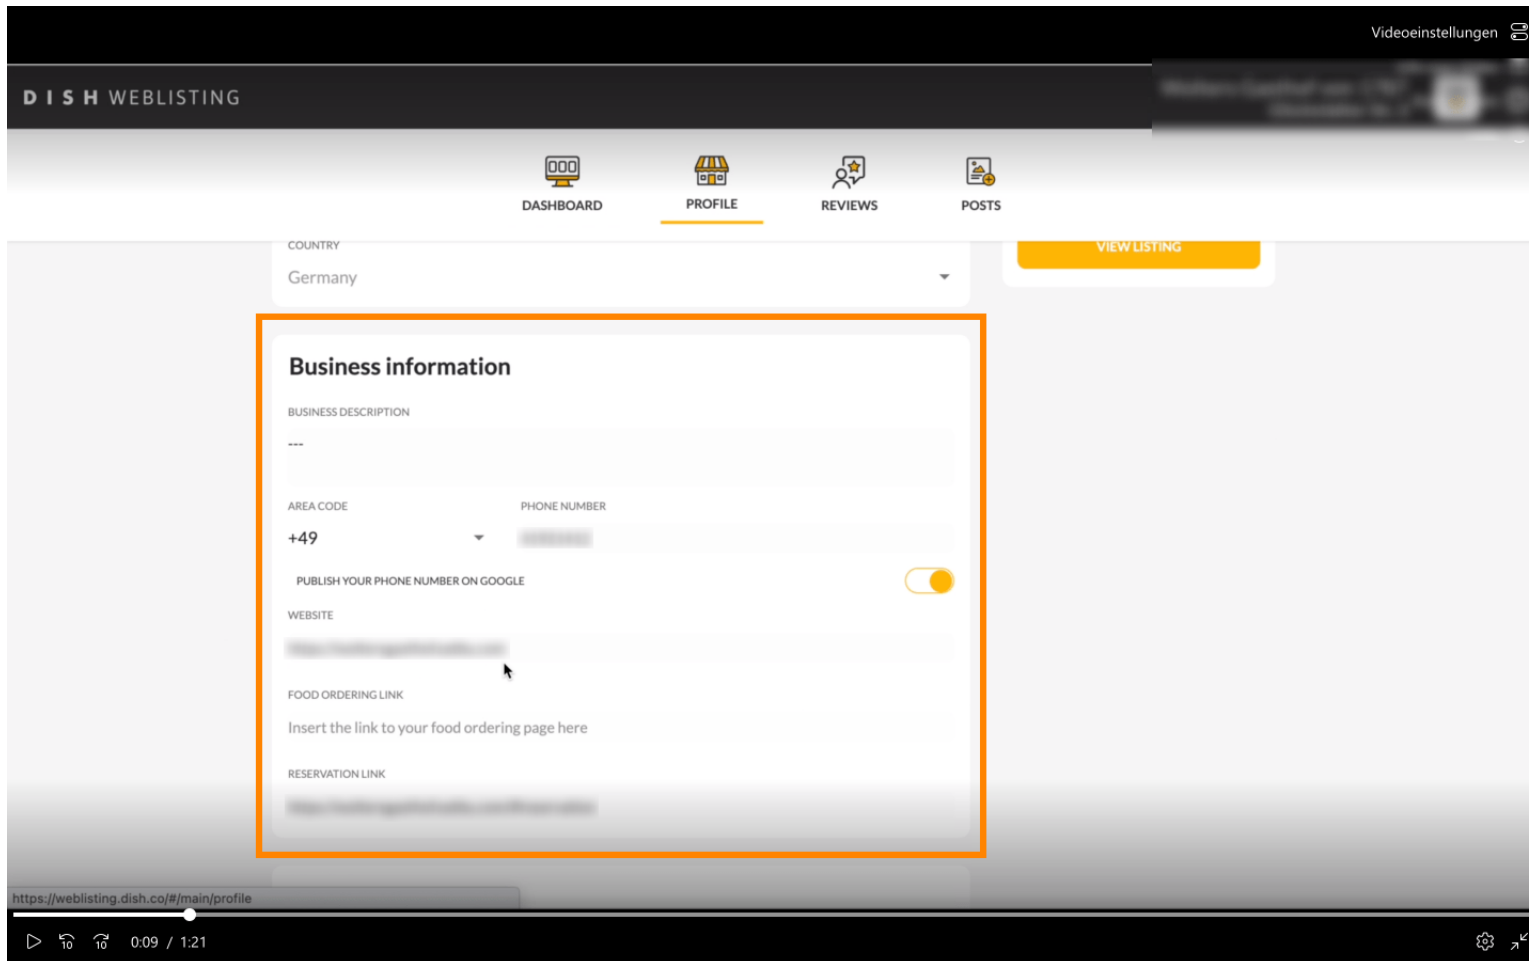 Videoeinstellungen
DISH WEBLISTING
DASHBOARD
PROFILE
REVIEWS
POSTS
COUNTRY
Germany
VIEW LISTING
Business information
BUSINESS DESCRIPTION
---
AREA CODE
PHONE NUMBER
+49
PUBLISH YOUR PHONE NUMBER ON GOOGLE
WEBSITE
FOOD ORDERING LINK
Insert the link to your food ordering page here
RESERVATION LINK
https://weblisting.dish.co/#/main/profile
10
10
0:09 / 1:21